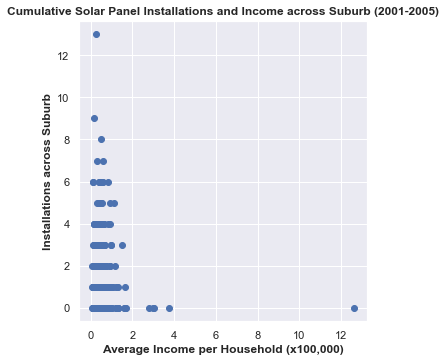 Cumulative Solar Panel Installations and Income across Suburb (2001-2005)
12
10
8
6
4
2
0
Installations across Suburb
0 2 4 6 8 10 12
Average Income per Household (x100,000)